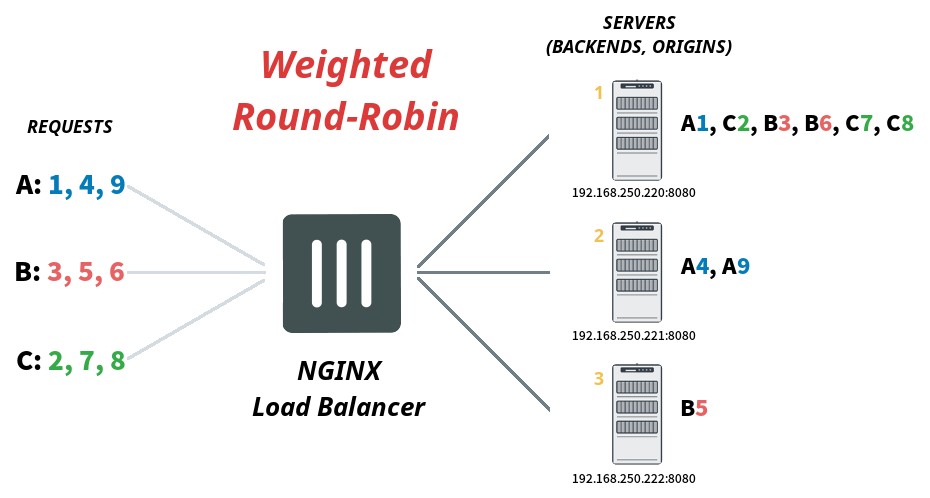 SERVERS
(BACKENDS, ORIGINS)
Weighted
Round-Robin
REQUESTS
A: 1, 4, 9
B: 3, 5, 6
C: 2, 7, 8
NGINX
Load Balancer
1
A1, C2, B3, B6, C7, C8
192.168.250.220:8080
2
A4, A9
192.168.250.221:8080
3
B5
192.168.250.222:8080